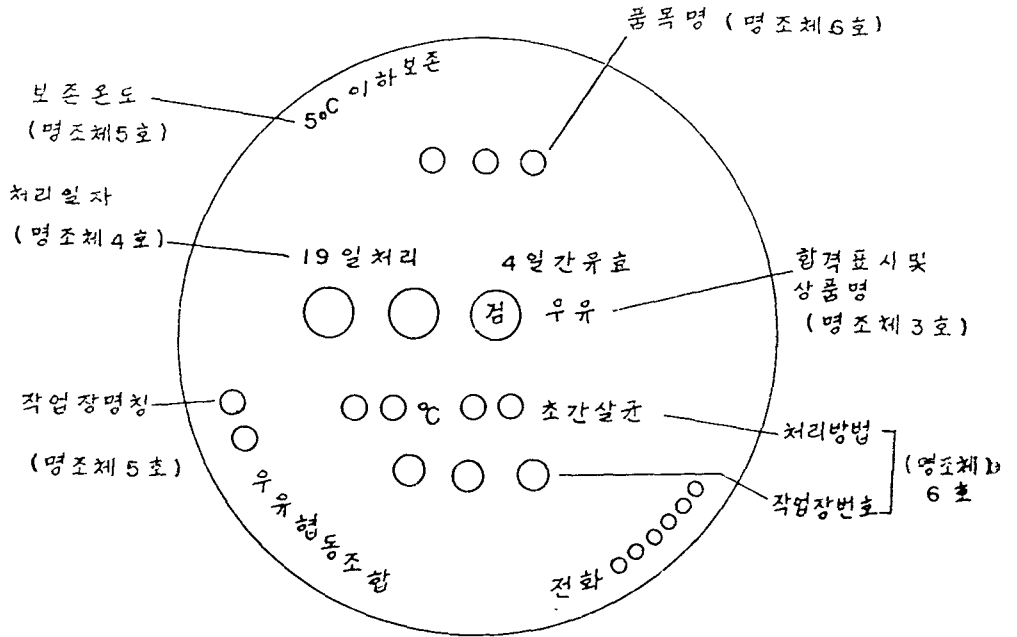 품목명 (명조체 6호)
5℃ 이하보존
보존온도
(명조체 5호)
○ ○ ○
처리일자
(명조체 4호)
19일처리 4일간유효
합격표시및
상품명
(명조체 3호)
○ ○ 검 우유
작업장명칭
(명조체 5호)
○○℃ ○○ 초간살균
처리방법
(명조체
6호
○ ○ ○
작업장번호
○○우유협동조합
전화 ○○○○○○